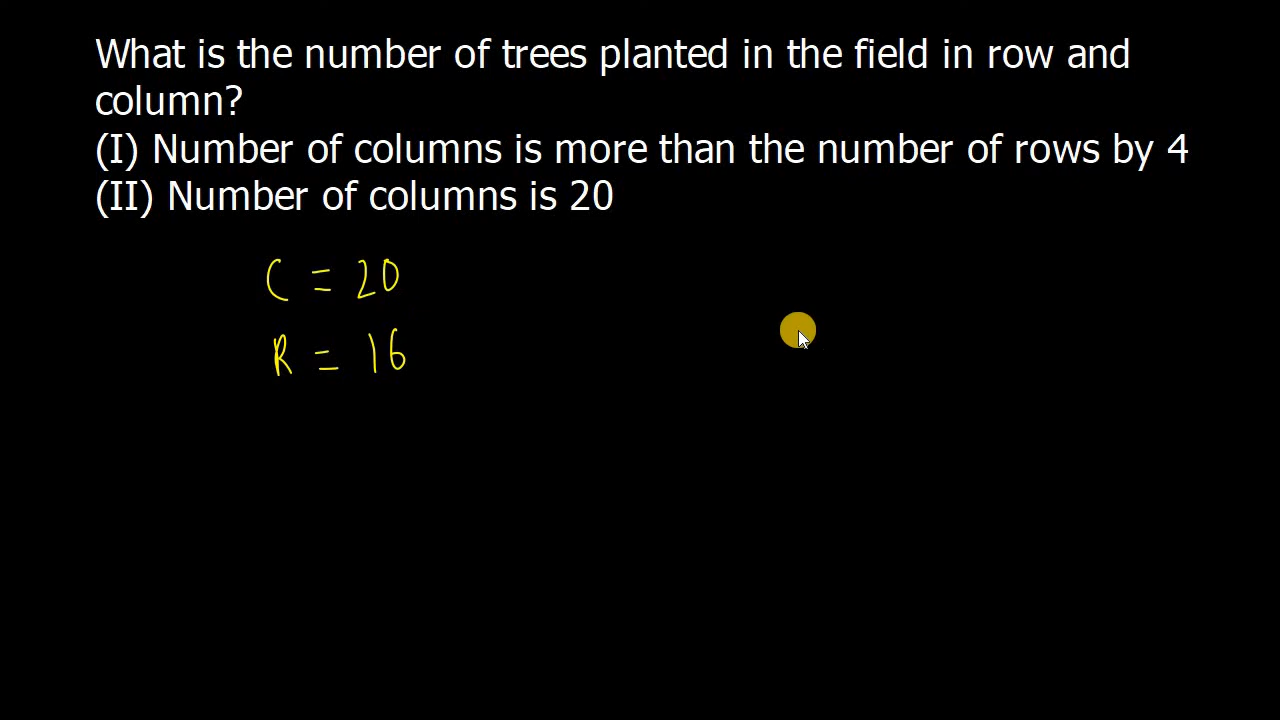 What is the number of trees planted in the field in row and
column?
(I) Number of columns is more than the number of rows by 4
(II) Number of columns is 20
C = 20
R = 16